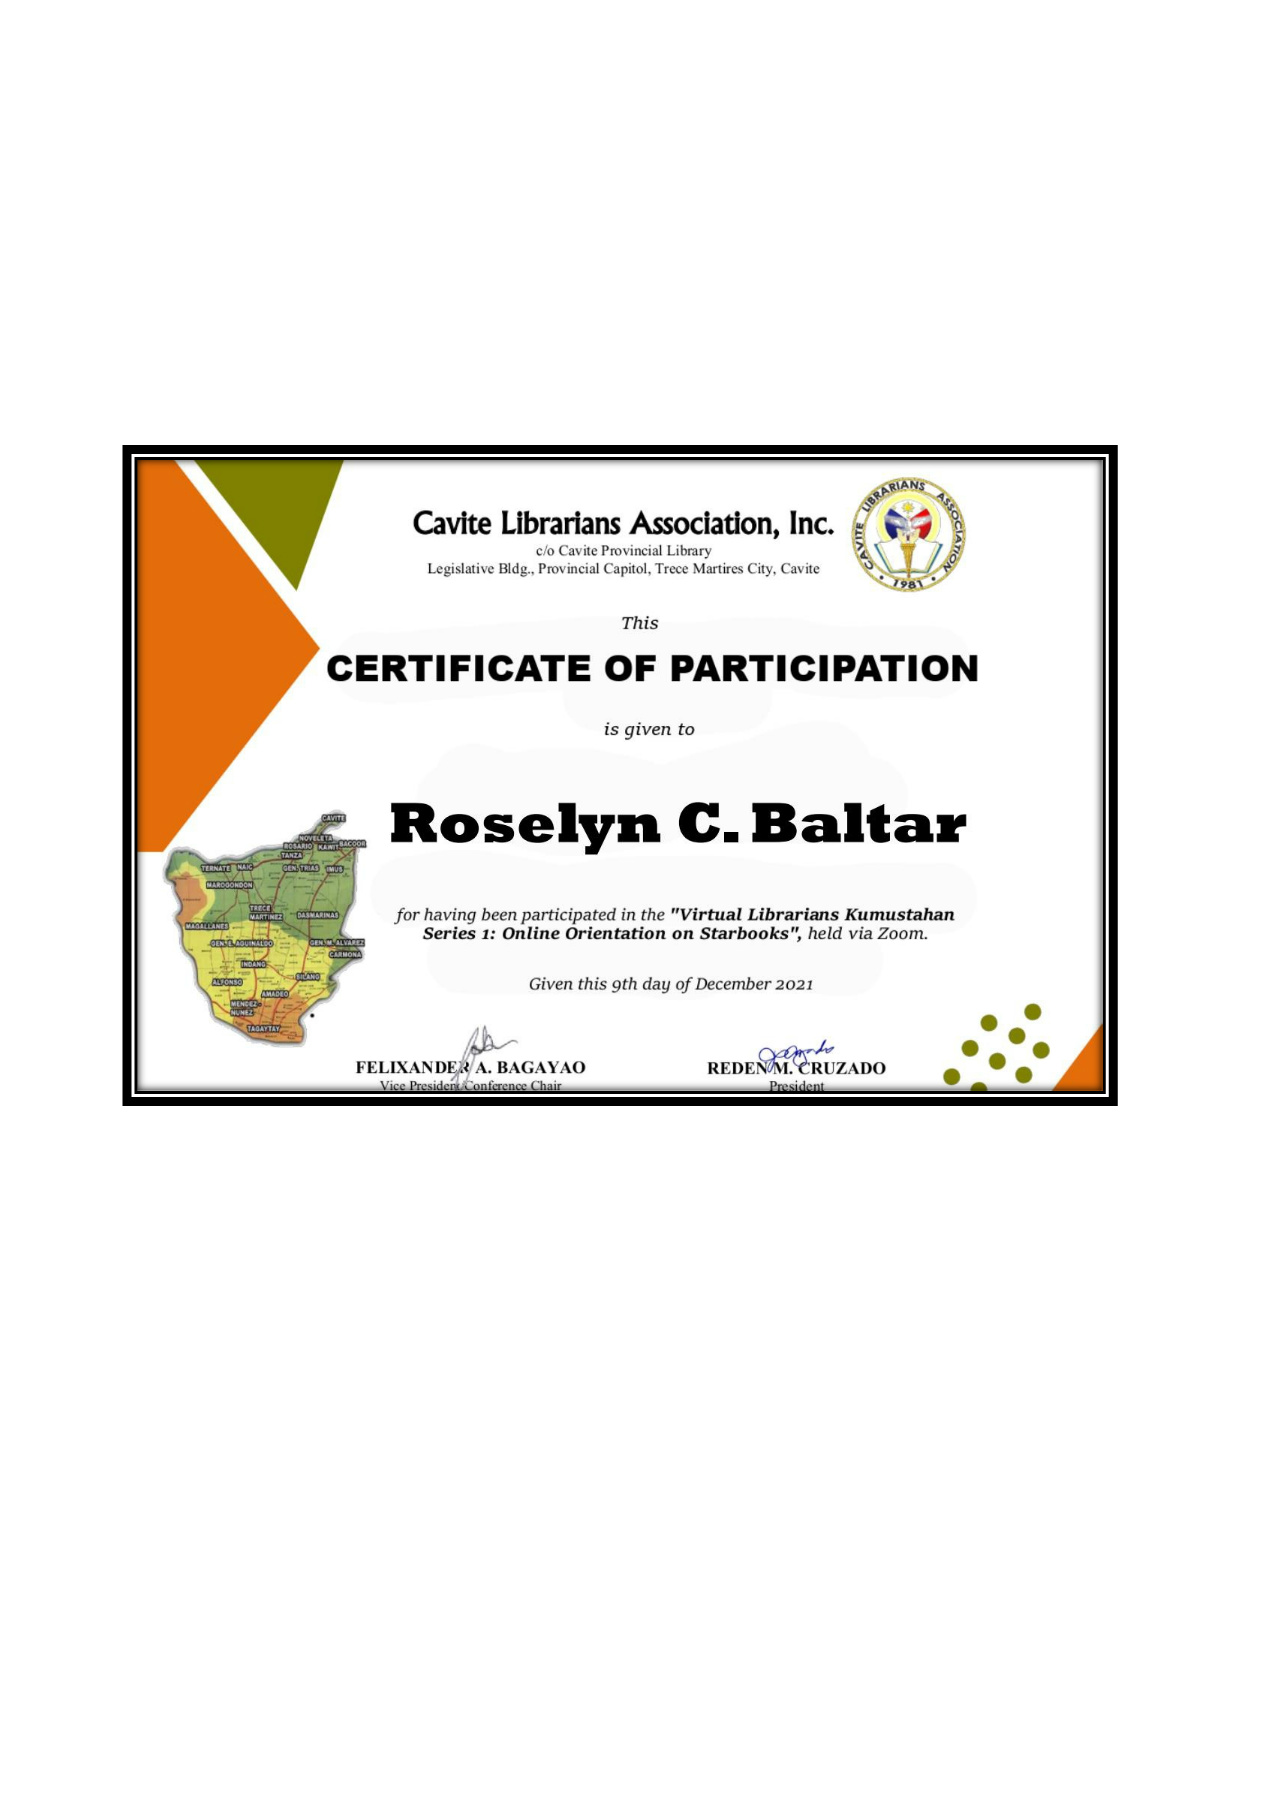 Cavite Librarians Association, Inc.
c/o Cavite Provincial Library
Legislative Bldg., Provincial Capitol, Trece Martires City, Cavite
CAVITE LIBRARIANS ASSOCIATION
1981
This
CERTIFICATE OF PARTICIPATION
is given to
Roselyn C. Baltar
for having been participated in the "Virtual Librarians Kumustahan
Series 1: Online Orientation on Starbooks", held via Zoom.
Given this 9th day of December 2021
CAVITE
NOVELETA
ROSARIO KAWIT BACOOR
TANZA
TERNATE NAIC GEN. TRIAS IMUS
MAROGONDON
TRECE
MARTINEZ DASMARINAS
MAGALLANES
GEN. E. AGUINALDO GEN. M. ALVAREZ
CARMONA
INDANG
SILANG
ALFONSO
AMADEO
MENDEZ-
NUNEZ
TAGAYTAY
FELIXANDER A. BAGAYAO
Vice President/Conference Chair
REDEN M. CRUZADO
President